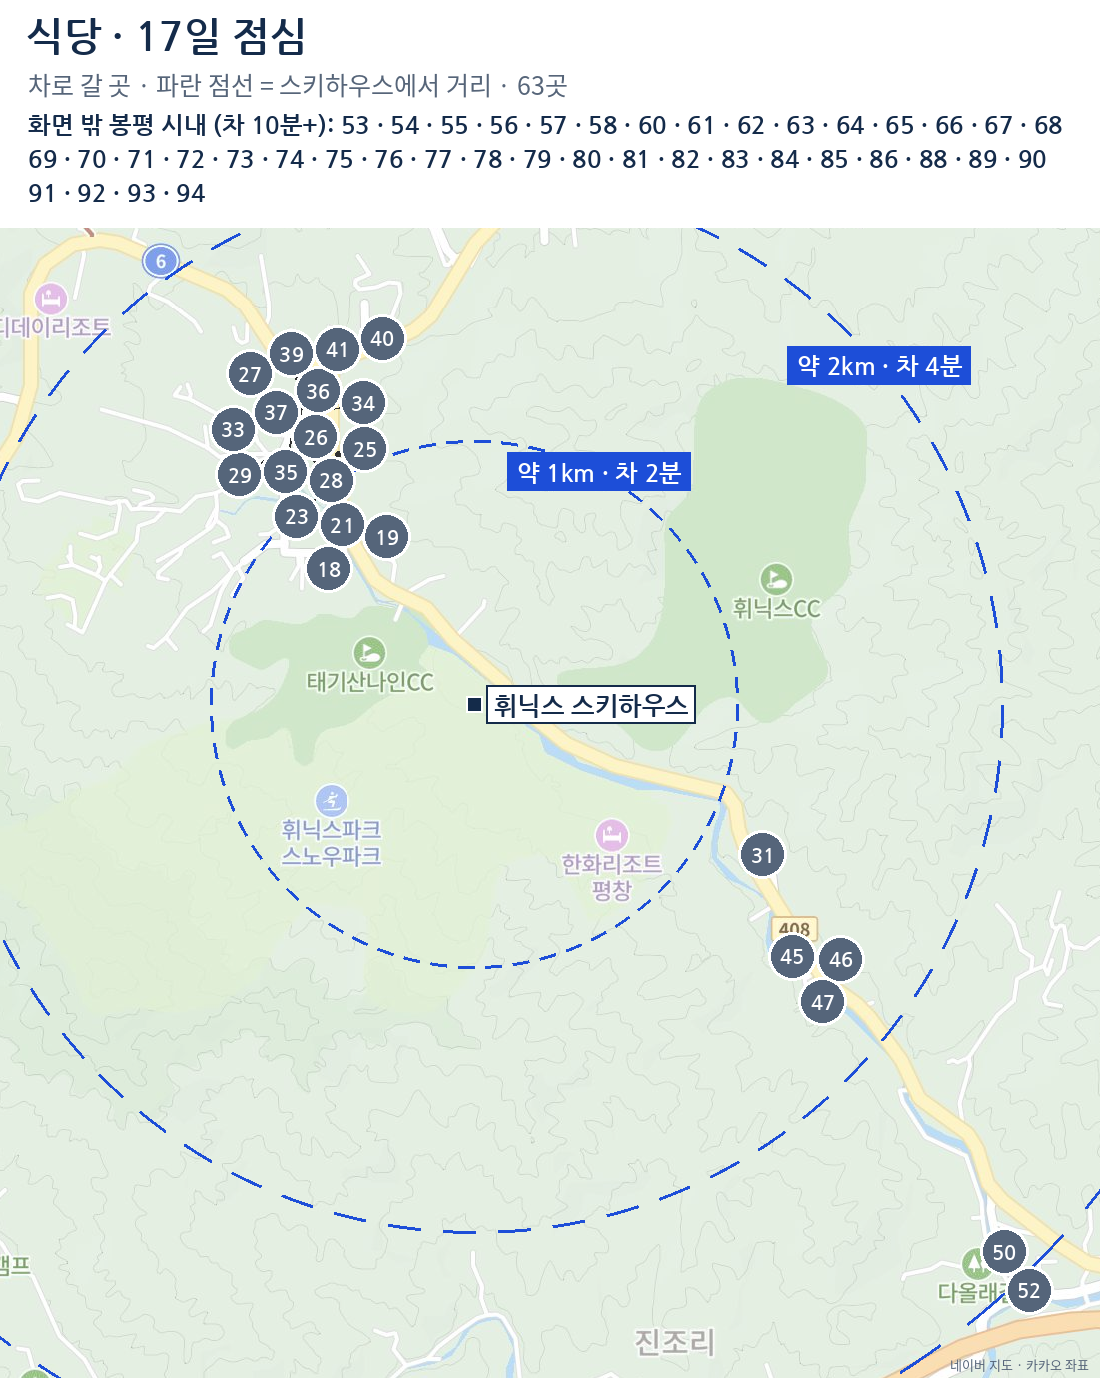 식당 · 17일 점심
차로 갈 곳 · 파란 점선 = 스키하우스에서 거리 · 63곳
화면 밖 봉평 시내 (차 10분+): 53 · 54 · 55 · 56 · 57 · 58 · 60 · 61 · 62 · 63 · 64 · 65 · 66 · 67 · 68
69 · 70 · 71 · 72 · 73 · 74 · 75 · 76 · 77 · 78 · 79 · 80 · 81 · 82 · 83 · 84 · 85 · 86 · 88 · 89 · 90
91 · 92 · 93 · 94
6
디데이리조트
40
41
39
27
36
34
37
33
26
25
29
35
28
23
21
19
18
약 2km · 차 4분
약 1km · 차 2분
휘닉스CC
태기산나인CC
휘닉스 스키하우스
휘닉스파크
스노우파크
한화리조트
평창
31
408
45
46
47
50
52
다올래
캠프
진조리
네이버 지도 · 카카오 좌표